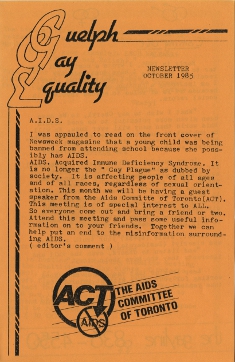 Guelph
Gay
Equality
NEWSLETTER
OCTOBER 1985
A.I.D.S.
I was appauled to read on the front cover of
Newsweek magazine that a young child was being
banned from attending school because she poss-
ibly has AIDS.
AIDS. Acquired Immune Deficiency Syndrome. It
is no longer the " Gay Plague" as dubbed by
society. It is affecting people of all ages
and of all races, regardless of sexual orient-
ation. This month we will be having a guest
speaker from the Aids Committe of Toronto(ACT).
This meeting is of special interest to ALL.
So everyone come out and bring a friend or two.
Attend this meeting and pass some useful infor-
mation on to your friends. Together we can
help put an end to the misinformation surround-
ing AIDS.
( editor's comment )
ACT
AIDS
THE AIDS
COMMITTEE
OF TORONTO